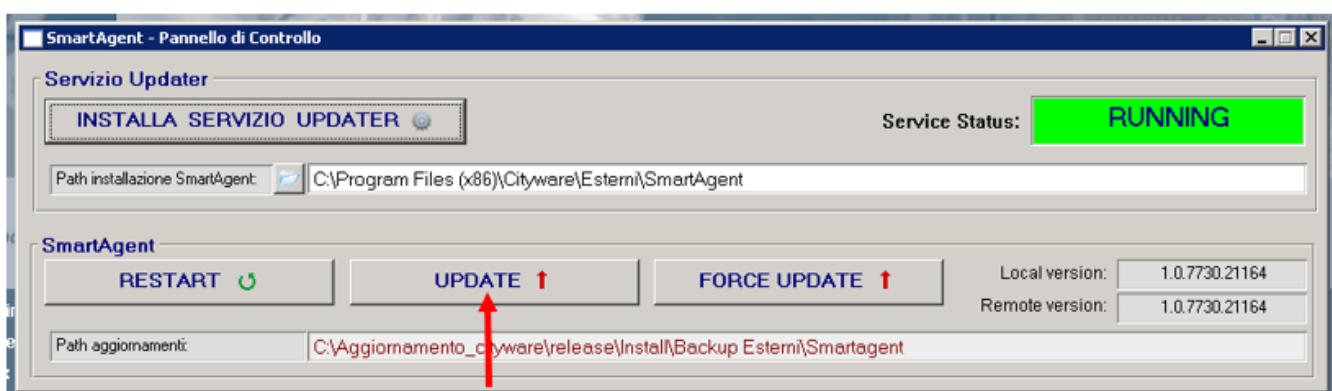 SmartAgent - Pannello di Controllo
Servizio Updater
INSTALLA SERVIZIO UPDATER
Service Status: RUNNING
Path installazione SmartAgent: C:\Program Files (x86)\Cityware\Esterni\SmartAgent
SmartAgent
RESTART UPDATE FORCE UPDATE Local version: 1.0.7730.21164
Remote version: 1.0.7730.21164
Path aggiornamenti: C:\Aggiornamento_cityware\release\Install\Backup Esterni\Smartagent